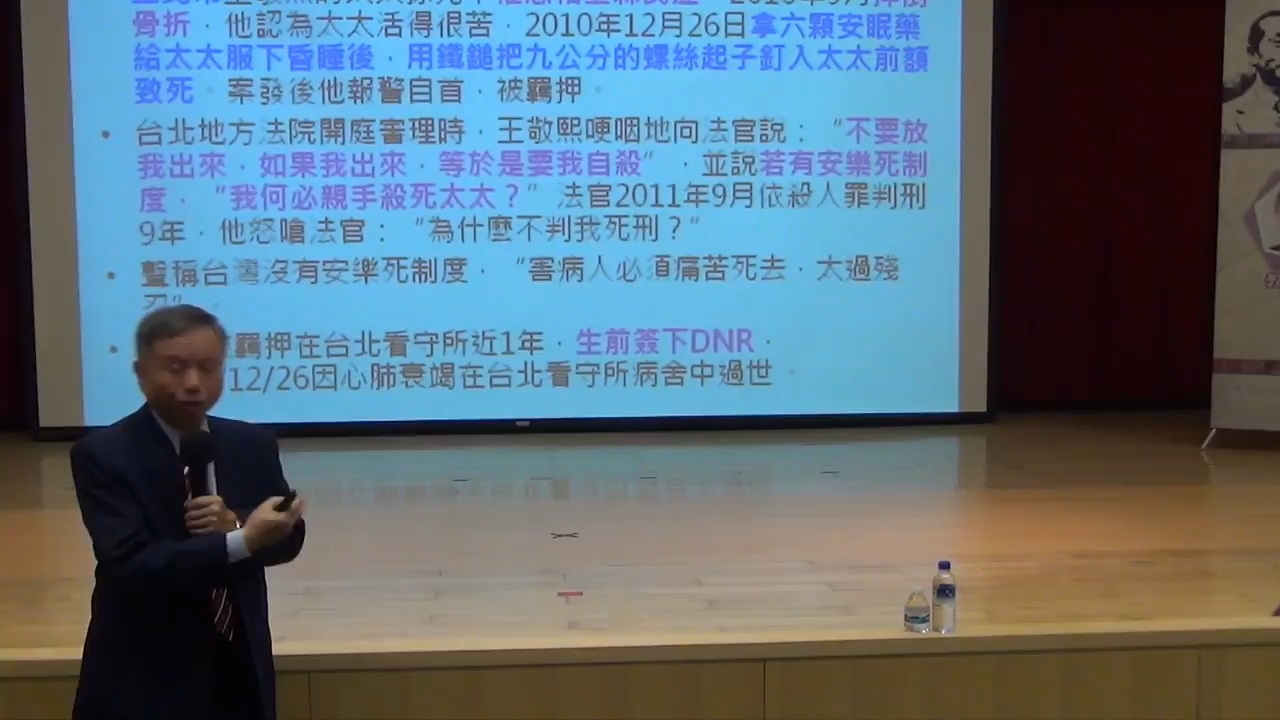 骨折，他認為太太活得很苦，2010年12月26日拿六顆安眠藥
給太太服下昏睡後，用鐵鎚把九公分的螺絲起子釘入太太前額
致死。案發後他報警自首，被羈押。
• 台北地方法院開庭審理時，王敬熙哽咽地向法官說：“不要放
我出來，如果我出來，等於是要我自殺”，並說若有安樂死制
度，“我何必親手殺死太太？” 法官2011年9月依殺人罪判刑
9年，他怒嗆法官：“為什麼不判我死刑？”
• 聲稱台灣沒有安樂死制度，“害病人必須痛苦死去，太過殘
• 羈押在台北看守所近1年，生前簽下DNR，
12/26因心肺衰竭在台北看守所病舍中過世。